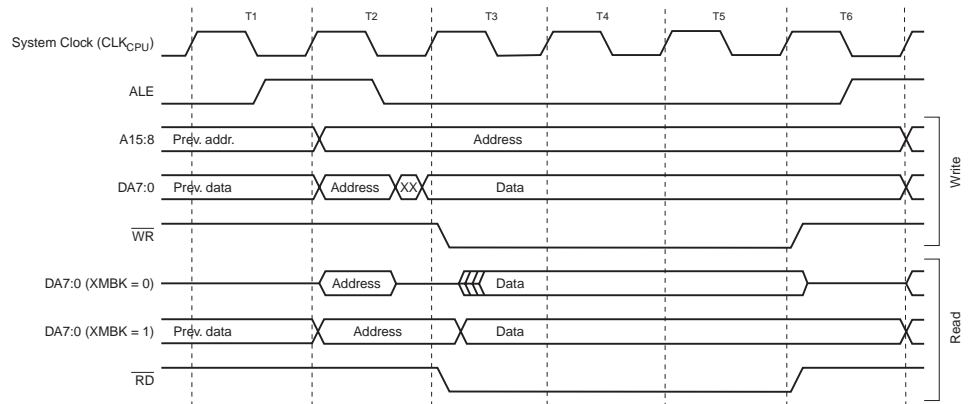 T1 T2 T3 T4 T5 T6
System Clock (CLKCPU)
ALE
A15:8 Prev. addr. Address
DA7:0 Prev. data Address XX Data
WR
Write
DA7:0 (XMBK = 0) Address Data
DA7:0 (XMBK = 1) Prev. data Address Data
RD
Read